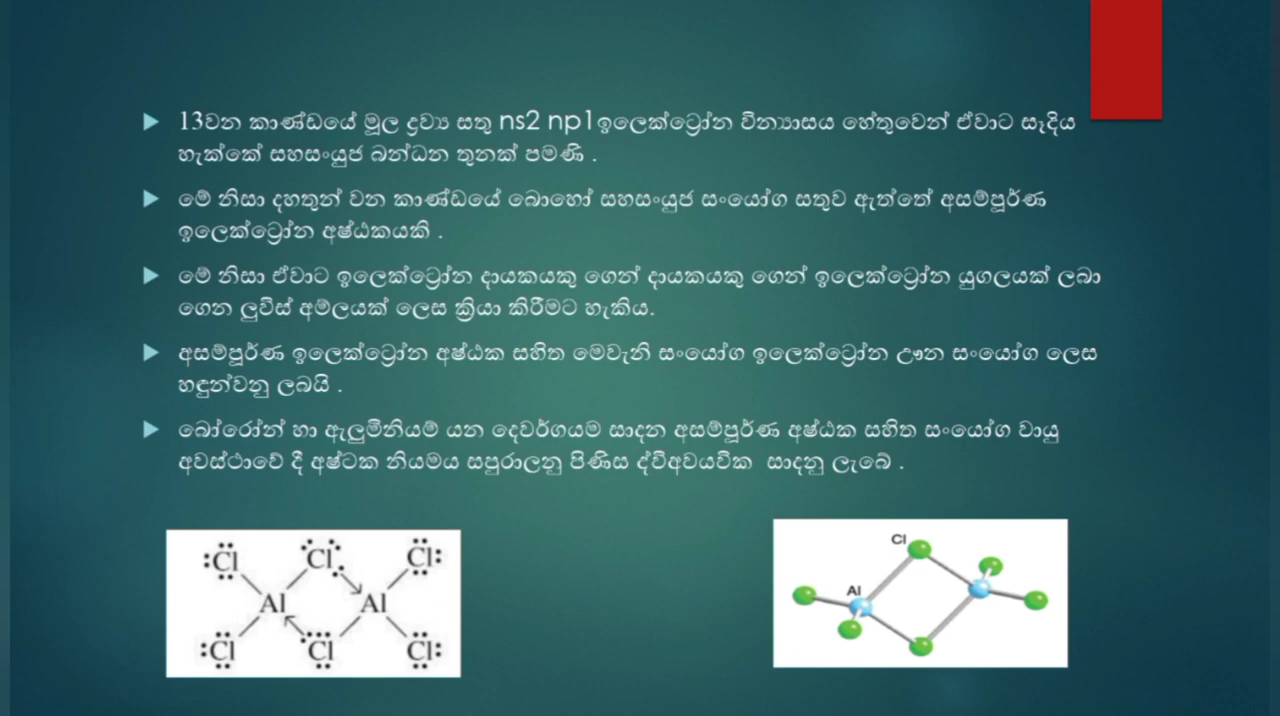 13වන කාණ්ඩයේ මූල ද්‍රව්‍ය සතු ns2 np1ඉලෙක්ට්‍රෝන වින්‍යාසය හේතුවෙන් ඒවාට සෑදිය
හැක්කේ සහසංයුජ බන්ධන තුනක් පමණි .
මේ නිසා දහතුන් වන කාණ්ඩයේ බොහෝ සහසංයුජ සංයෝග සතුව ඇත්තේ අසම්පූර්ණ
ඉලෙක්ට්‍රෝන අෂ්ඨකයකි .
මේ නිසා ඒවාට ඉලෙක්ට්‍රෝන දායකයකු ගෙන් දායකයකු ගෙන් ඉලෙක්ට්‍රෝන යුගලයක් ලබා
ගෙන ලුවිස් අම්ලයක් ලෙස ක්‍රියා කිරීමට හැකිය.
අසම්පූර්ණ ඉලෙක්ට්‍රෝන අෂ්ඨක සහිත මෙවැනි සංයෝග ඉලෙක්ට්‍රෝන ඌන සංයෝග ලෙස
හඳුන්වනු ලබයි .
බෝරෝන් හා ඇලුමිනියම් යන දෙවර්ගයම සාදන අසම්පූර්ණ අෂ්ඨක සහිත සංයෝග වායු
අවස්ථාවේ දී අෂ්ටක නියමය සපුරාලනු පිණිස ද්විඅවයවික සාදනු ලැබේ .
Cl Cl Cl
Al Al
Cl Cl Cl
Cl
Al